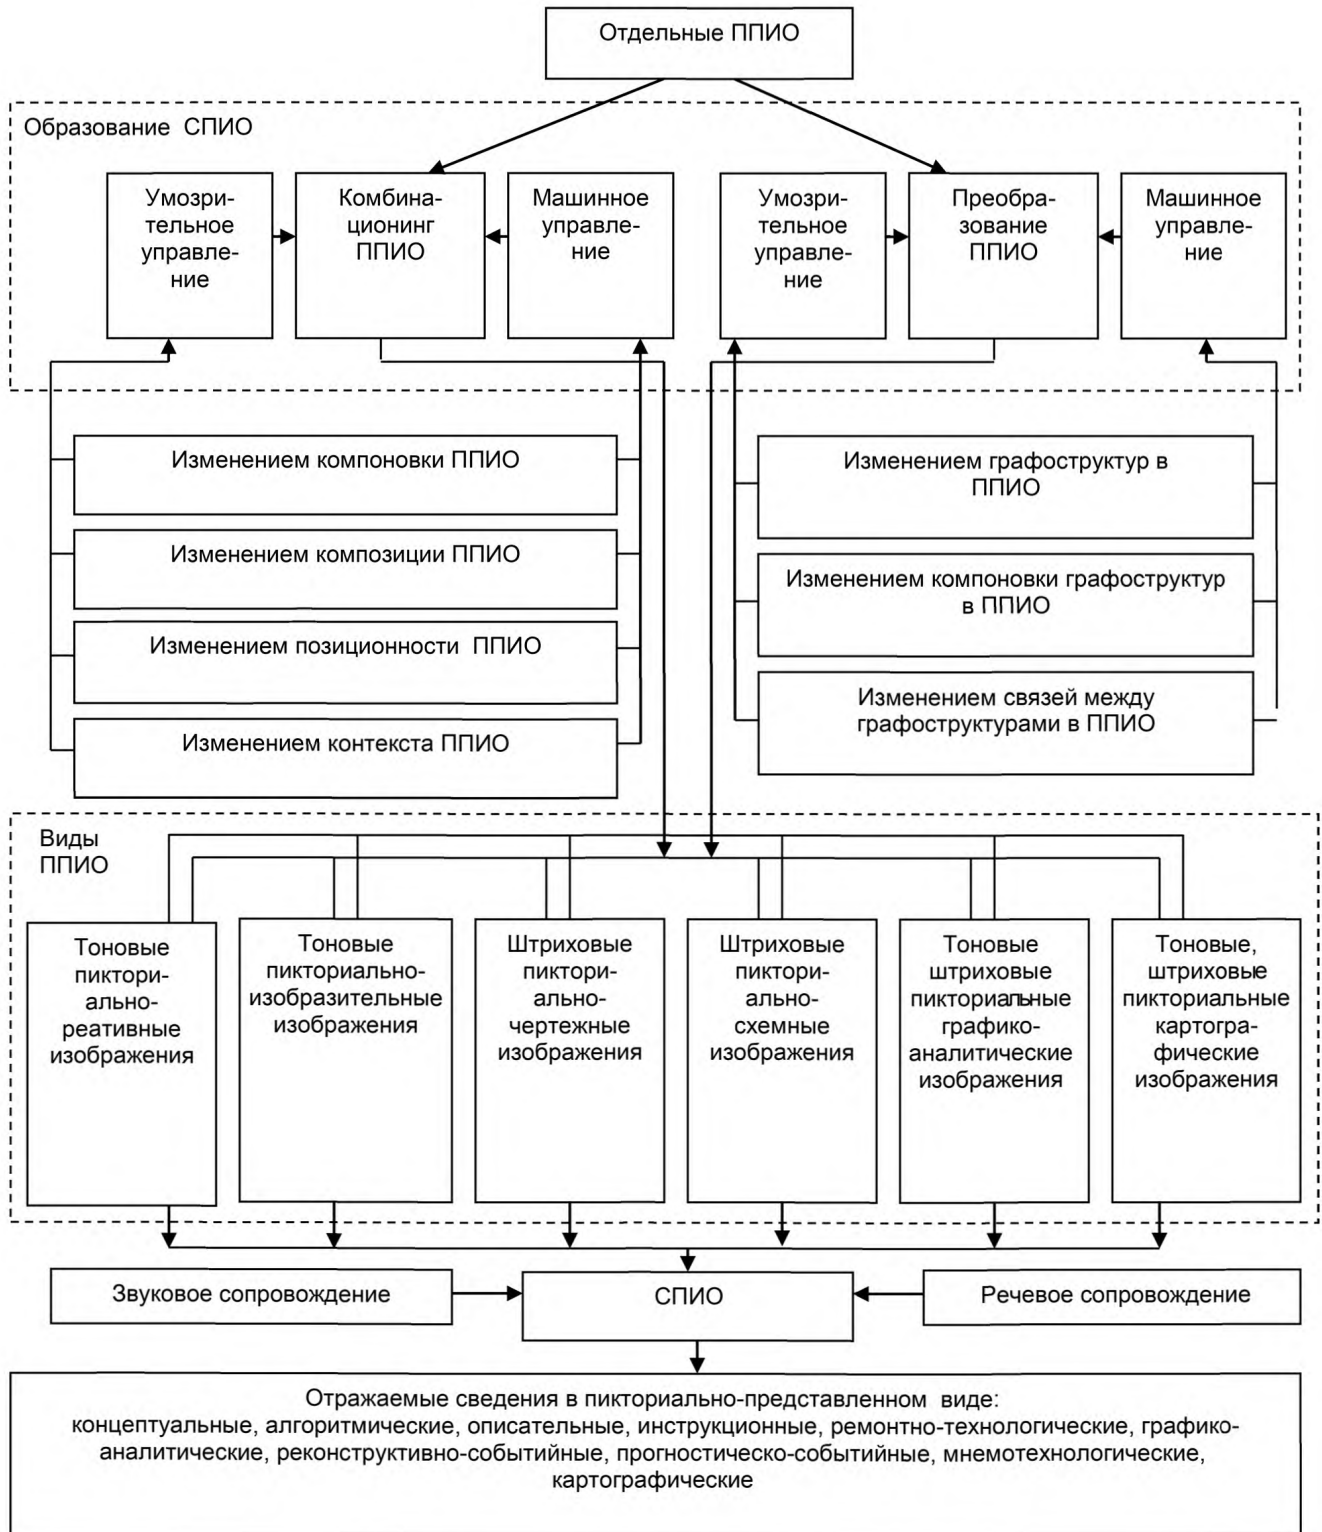 Отдельные ППИО
Образование СПИО
Умозри-
тельное
управле-
ние
Комбина-
ционинг
ППИО
Машинное
управле-
ние
Умозри-
тельное
управле-
ние
Преобра-
зование
ППИО
Машинное
управле-
ние
Изменением компоновки ППИО
Изменением композиции ППИО
Изменением позиционности ППИО
Изменением контекста ППИО
Изменением графоструктур в
ППИО
Изменением компоновки графоструктур
в ППИО
Изменением связей между
графоструктурами в ППИО
Виды
ППИО
Тоновые
пиктори-
ально-
реативные
изображения
Тоновые
пикториально-
изобразительные
изображения
Штриховые
пиктори-
ально-
чертежные
изображения
Штриховые
пиктори-
ально-
схемные
изображения
Тоновые
штриховые
пикториальные
графико-
аналитические
изображения
Тоновые,
штриховые
пикториальные
картогра-
фические
изображения
Звуковое сопровождение
СПИО
Речевое сопровождение
Отражаемые сведения в пикториально-представленном виде:
концептуальные, алгоритмические, описательные, инструкционные, ремонтно-технологические, графико-
аналитические, реконструктивно-событийные, прогностическо-событийные, мнемотехнологические,
картографические